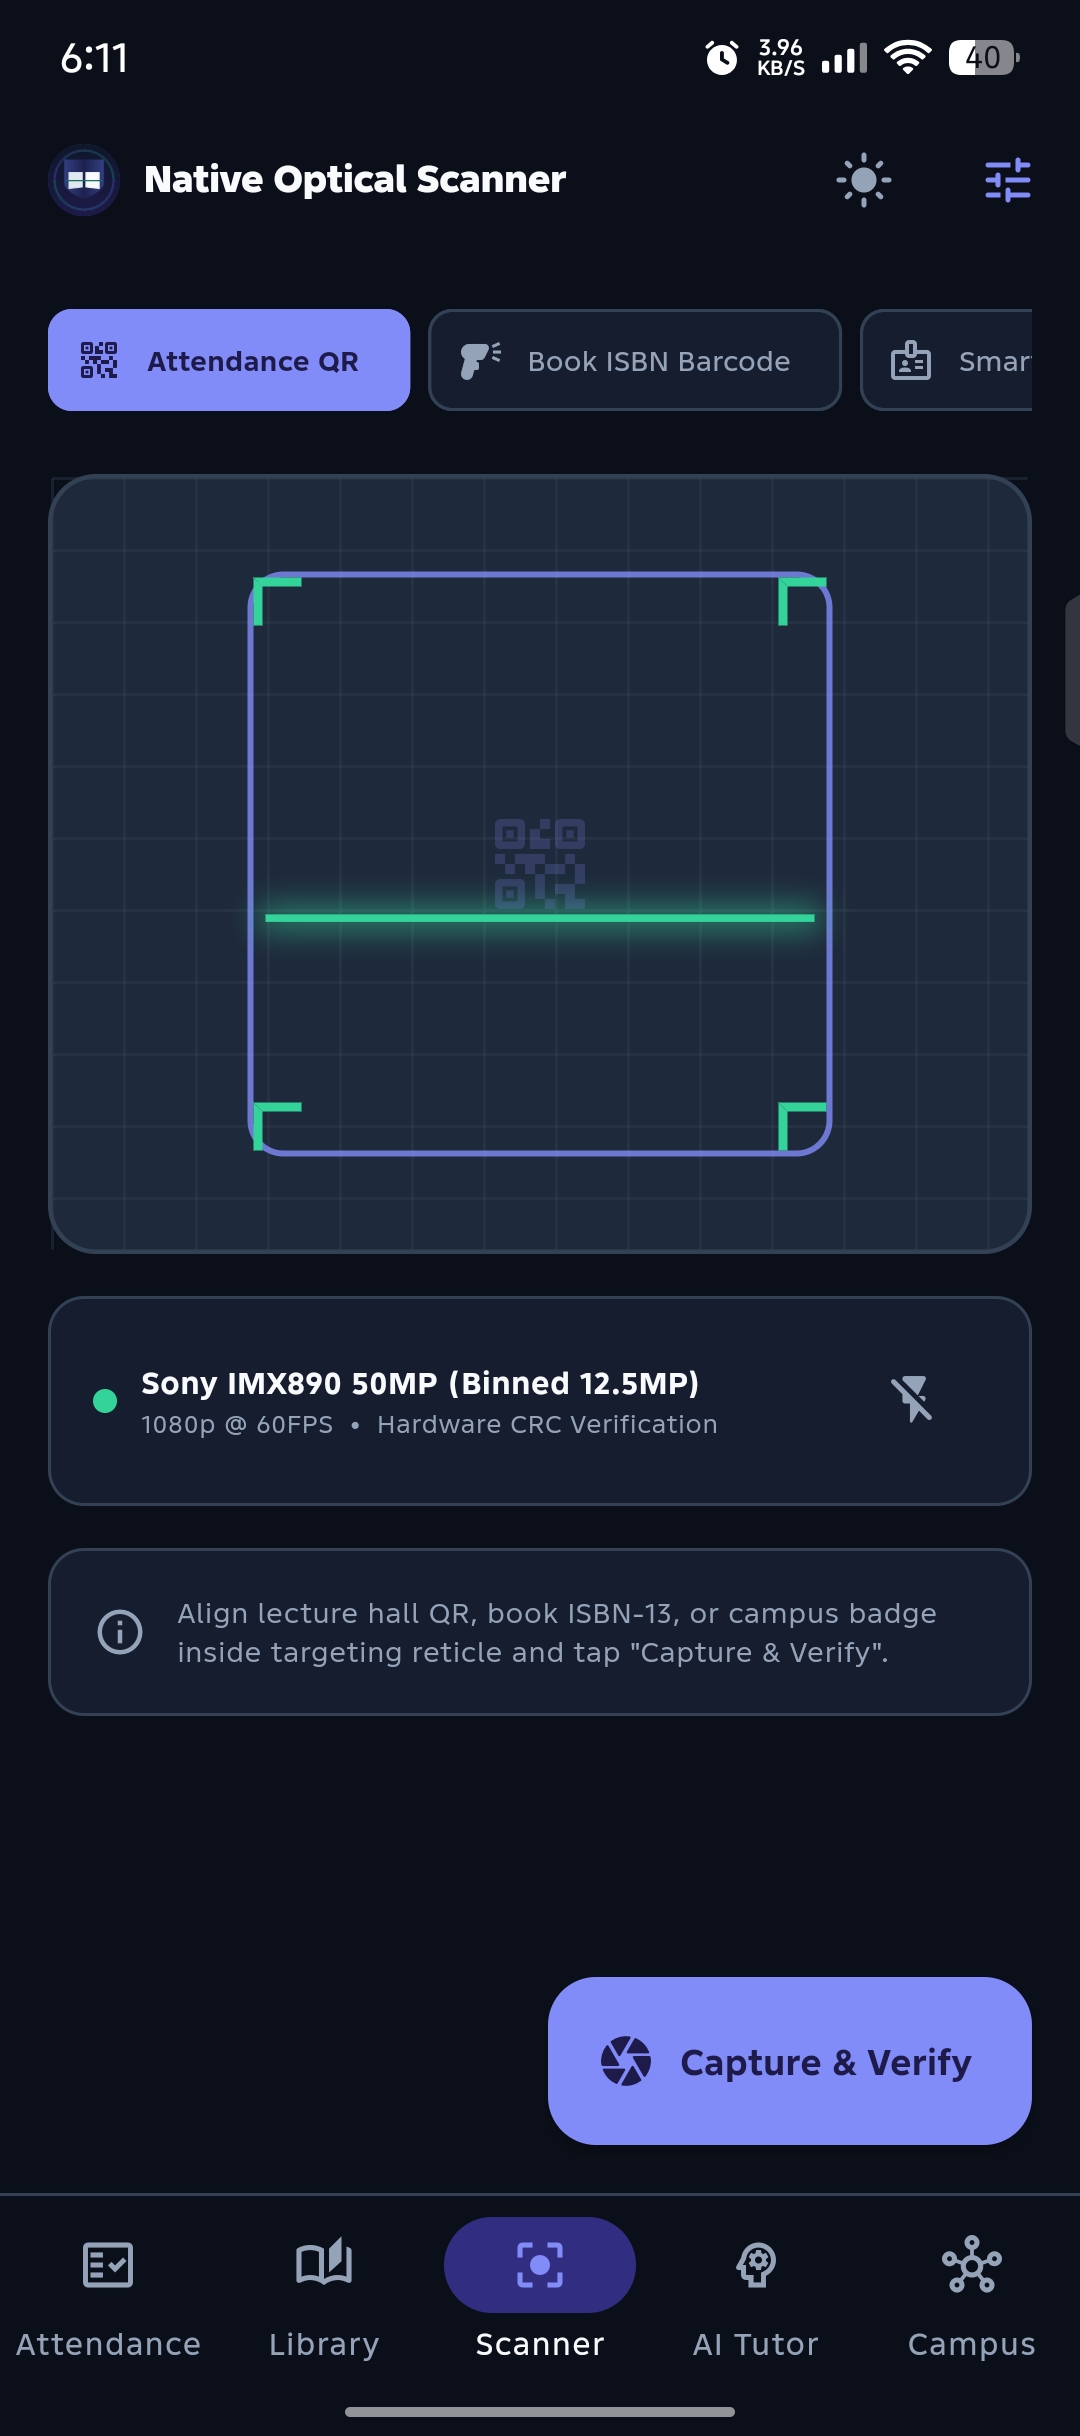 6:11
3.96
KB/S
40
Native Optical Scanner
Attendance QR
Book ISBN Barcode
Smar
Sony IMX890 50MP (Binned 12.5MP)
1080p @ 60FPS • Hardware CRC Verification
Align lecture hall QR, book ISBN-13, or campus badge
inside targeting reticle and tap "Capture & Verify".
Capture & Verify
Attendance
Library
Scanner
AI Tutor
Campus